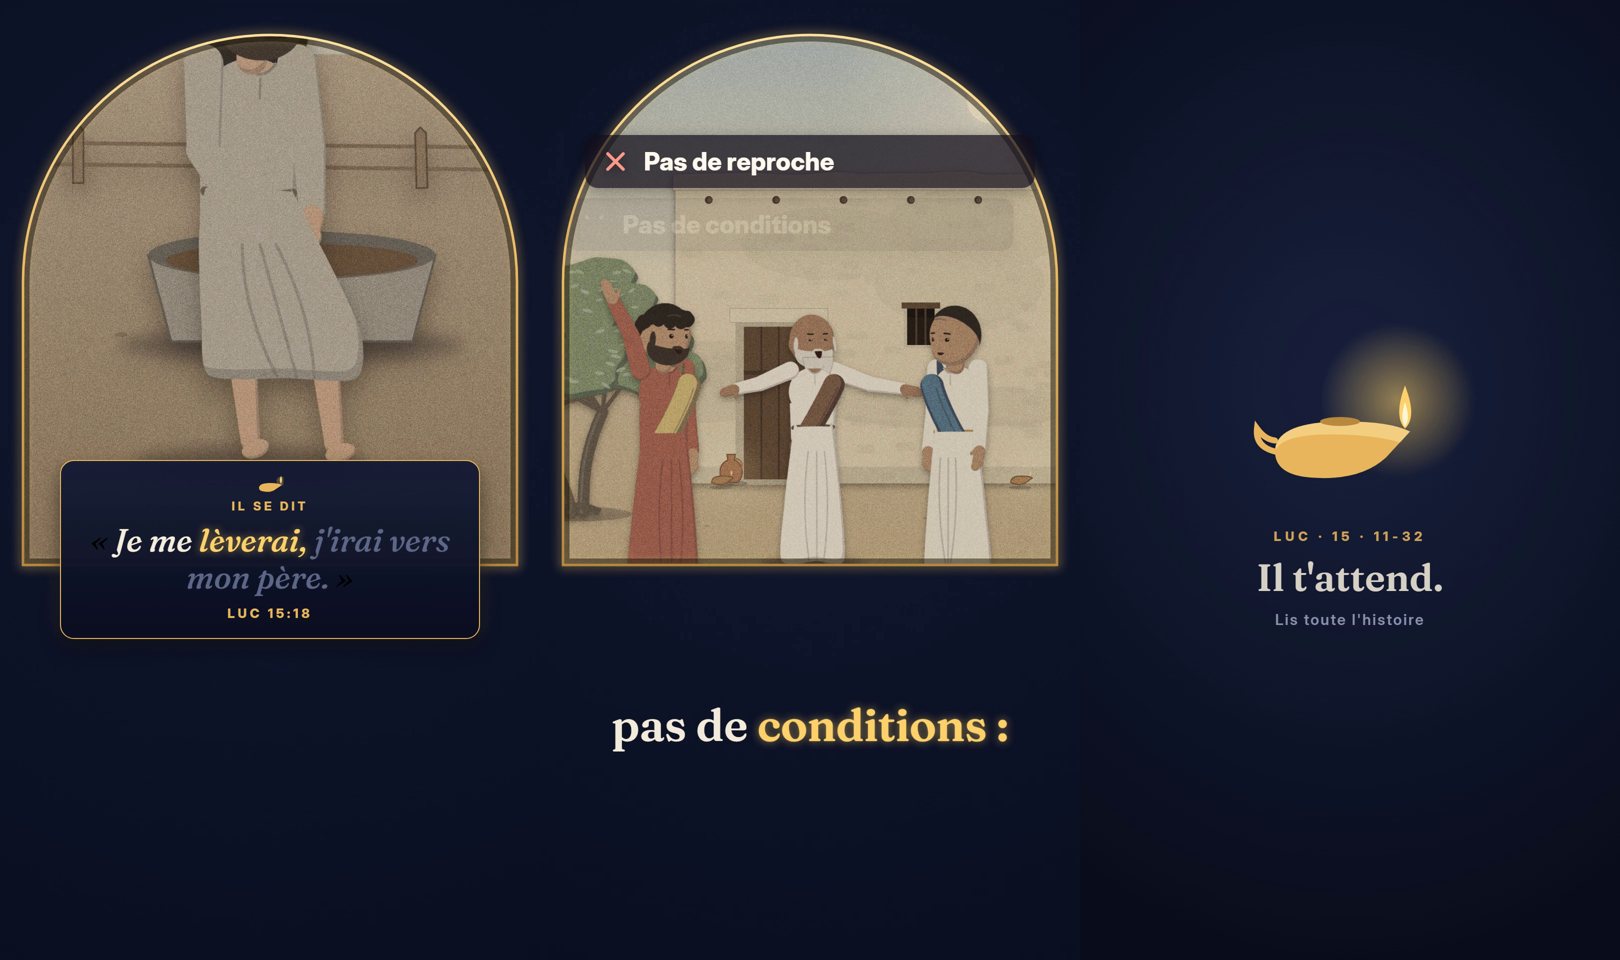 IL SE DIT
« Je me lèverai, j'irai vers
mon père. »
LUC 15:18
Pas de reproche
Pas de conditions
pas de conditions :
LUC · 15 · 11-32
Il t'attend.
Lis toute l'histoire